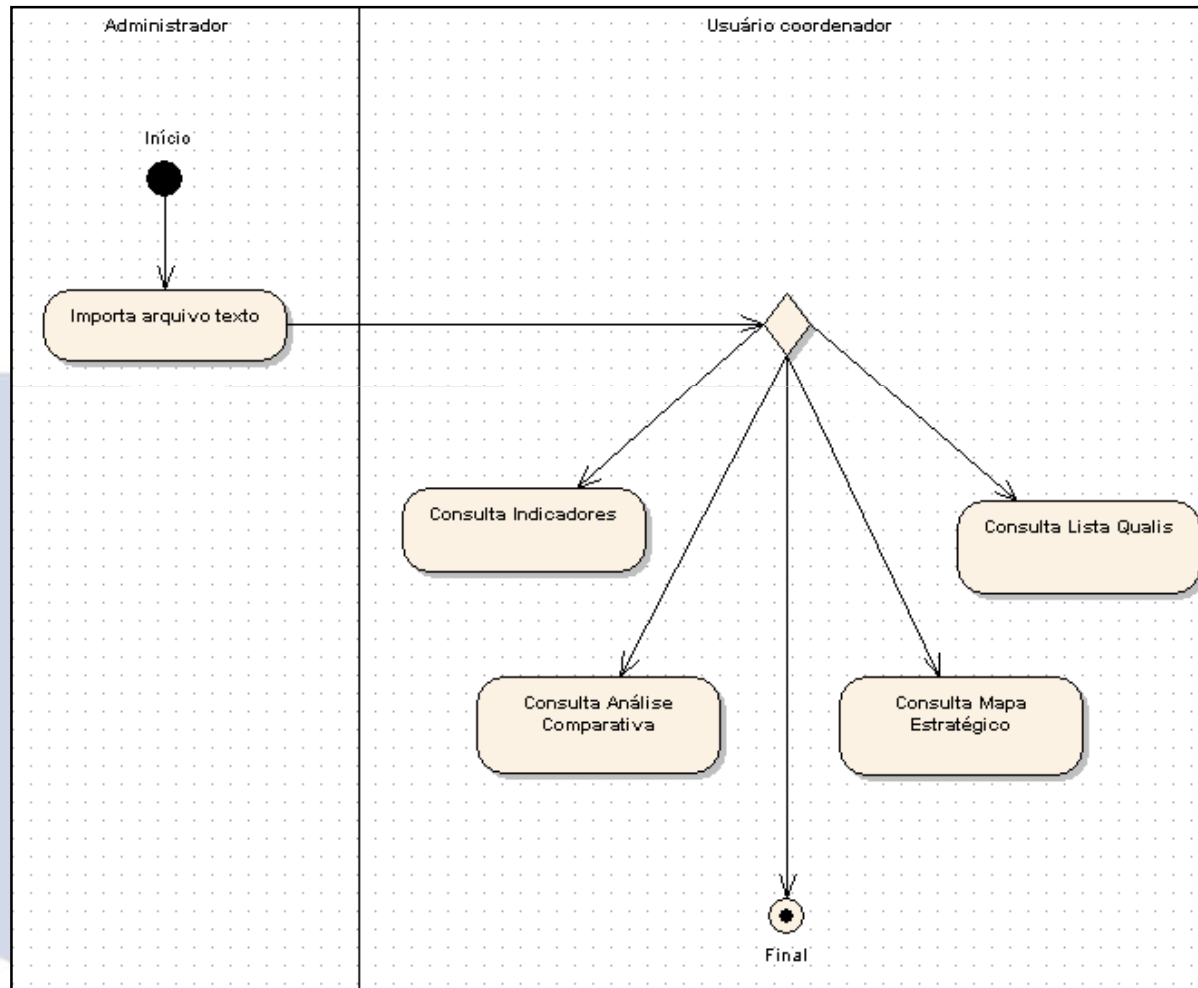 Administrador
Usuário coordenador
Início
Importa arquivo texto
Consulta Indicadores
Consulta Lista Qualis
Consulta Análise
Comparativa
Consulta Mapa
Estratégico
Final